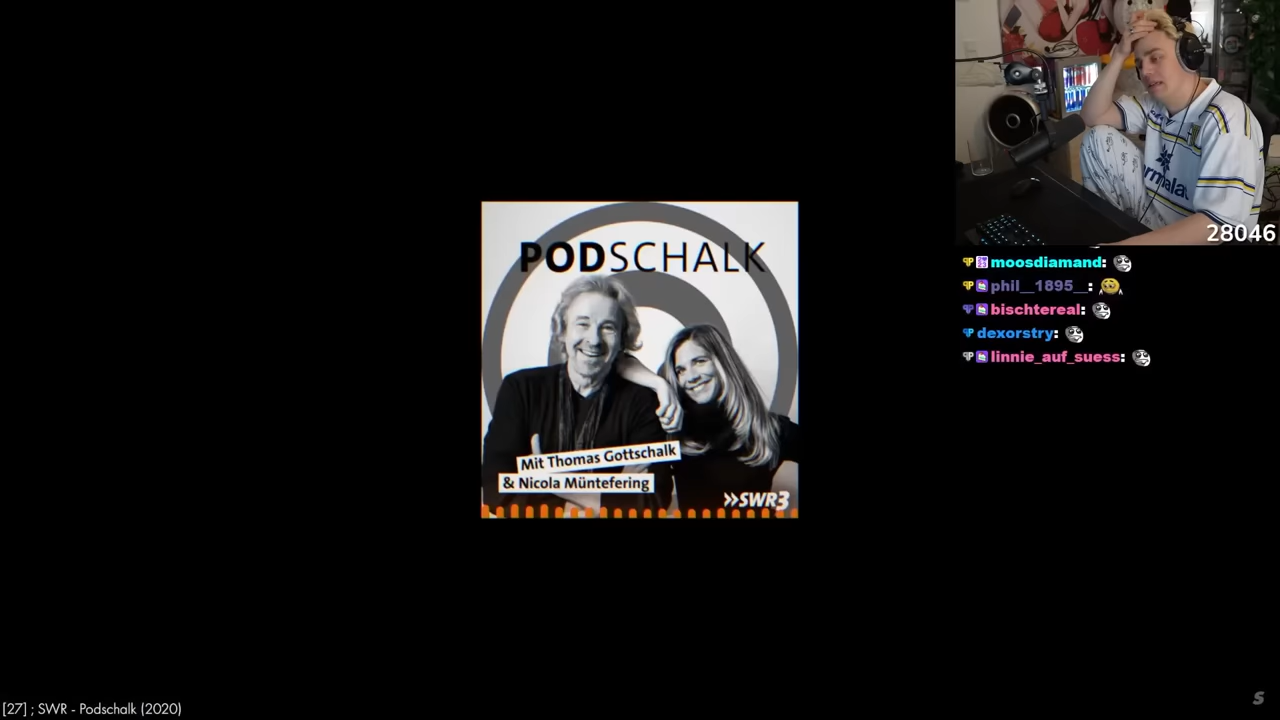 28046
moosdiamand:
phil__1895__:
bischtereal:
dexorstry:
linnie_auf_suess:
PODSCHALK
Mit Thomas Gottschalk
& Nicola Müntefering
»SWR3
[27] ; SWR - Podschalk (2020)
S